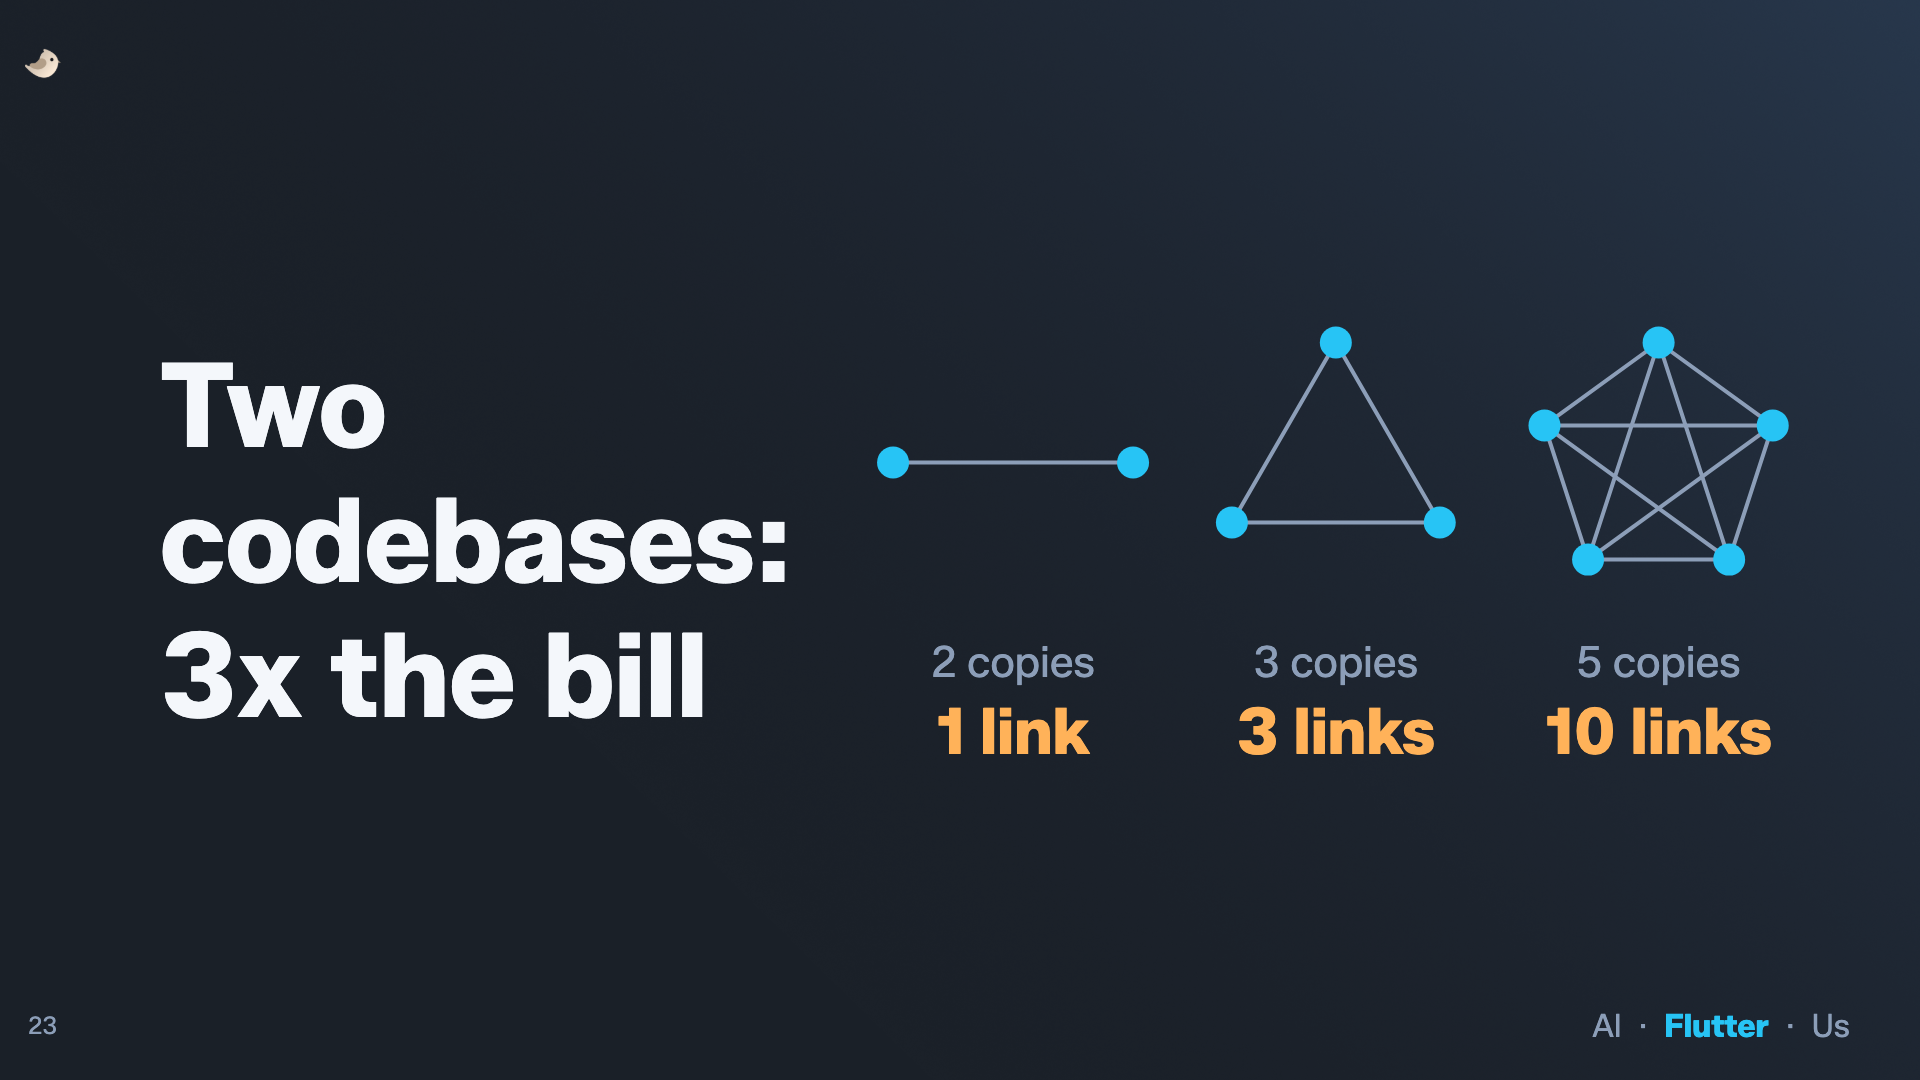 Two
codebases:
3x the bill
2 copies
1 link
3 copies
3 links
5 copies
10 links
23
AI · Flutter · Us